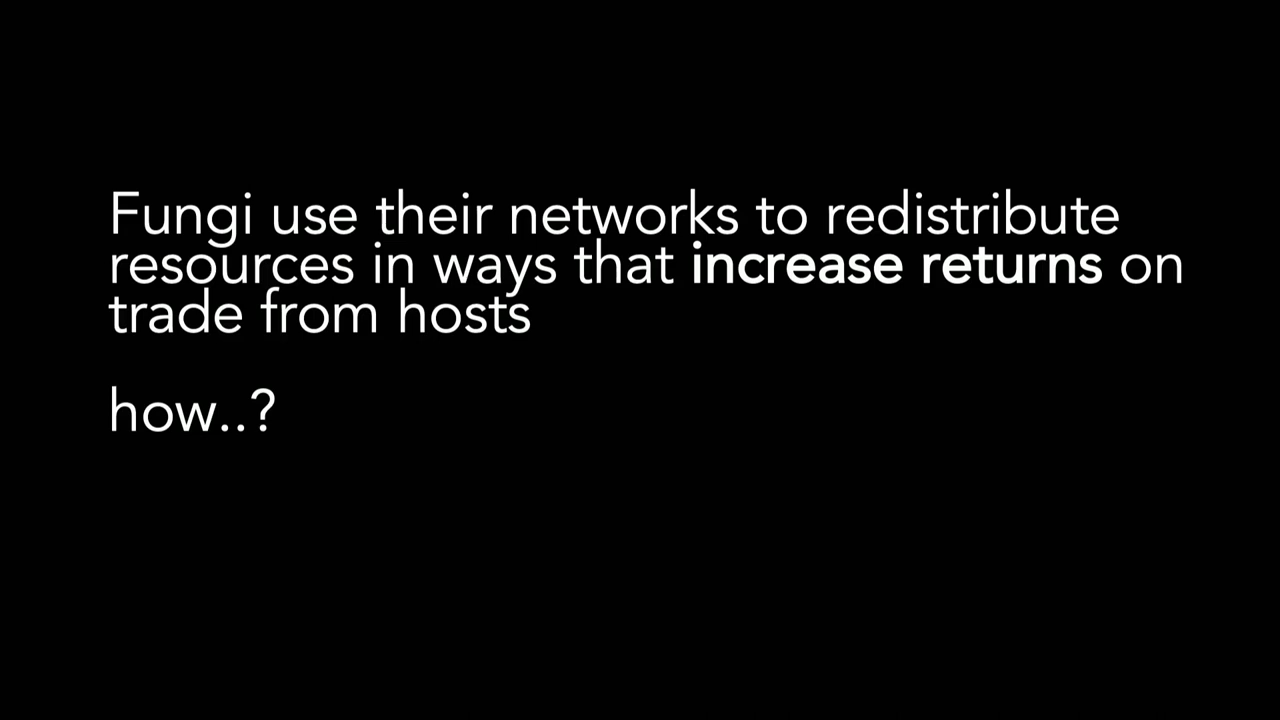 Fungi use their networks to redistribute
resources in ways that increase returns on
trade from hosts
how..?